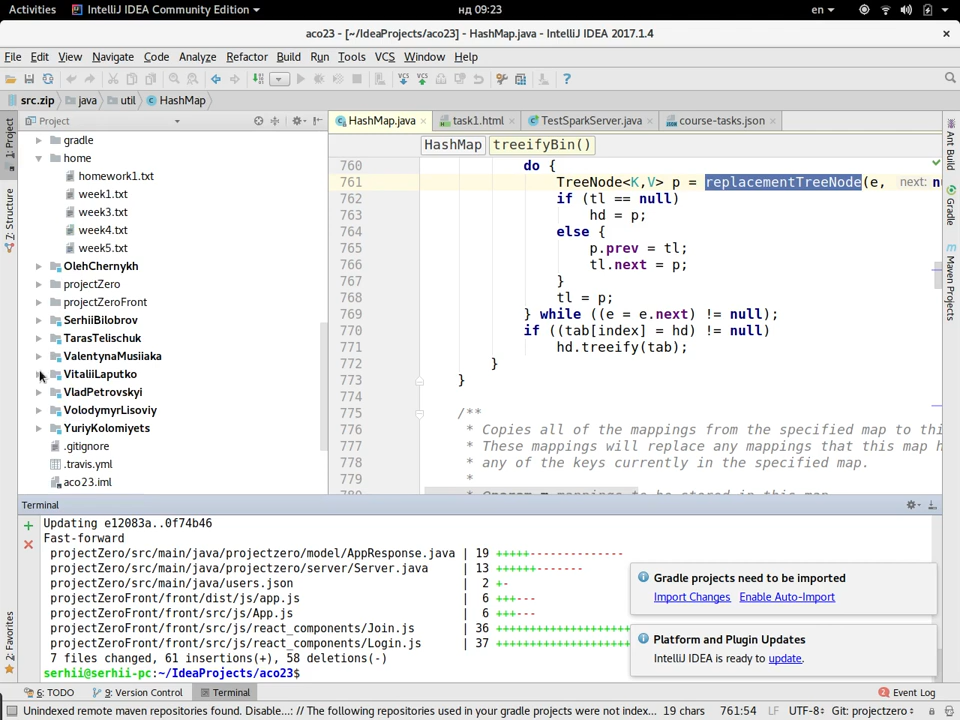 Activities IntelliJ IDEA Community Edition нд 09:23 en
aco23 - [~/IdeaProjects/aco23] - HashMap.java - IntelliJ IDEA 2017.1.4
File Edit View Navigate Code Analyze Refactor Build Run Tools VCS Window Help
src.zip java util HashMap
Project
HashMap.java task1.html TestSparkServer.java course-tasks.json
HashMap treeifyBin()
1: Project
7: Structure
2: Favorites
Ant Build
Gradle
Maven Projects
gradle
home
homework1.txt
week1.txt
week3.txt
week4.txt
week5.txt
OlehChernykh
projectZero
projectZeroFront
SerhiiBilobrov
TarasTelischuk
ValentynaMusiiaka
VitaliiLaputko
VladPetrovskyi
VolodymyrLisoviy
YuriyKolomiyets
.gitignore
.travis.yml
aco23.iml
760 do {
761 TreeNode<K,V> p = replacementTreeNode(e, next: nu
762 if (tl == null)
763 hd = p;
764 else {
765 p.prev = tl;
766 tl.next = p;
767 }
768 tl = p;
769 } while ((e = e.next) != null);
770 if ((tab[index] = hd) != null)
771 hd.treeify(tab);
772 }
773 }
774
775 /**
776 * Copies all of the mappings from the specified map to thi
777 * These mappings will replace any mappings that this map h
778 * any of the keys currently in the specified map.
779 *
Terminal
Updating e12083a..0f74b46
Fast-forward
projectZero/src/main/java/projectzero/model/AppResponse.java | 19 +++++--------------
projectZero/src/main/java/projectzero/server/Server.java | 13 ++++++-------
projectZero/src/main/java/users.json | 2 +-
projectZeroFront/front/dist/js/app.js | 6 +++---
projectZeroFront/front/src/js/App.js | 6 +++---
projectZeroFront/front/src/js/react_components/Join.js | 36 ++++++++++++++++++++
projectZeroFront/front/src/js/react_components/Login.js | 37 ++++++++++++++++++++
7 files changed, 61 insertions(+), 58 deletions(-)
serhii@serhii-pc:~/IdeaProjects/aco23$
Gradle projects need to be imported
Import Changes Enable Auto-Import
Platform and Plugin Updates
IntelliJ IDEA is ready to update.
6: TODO 9: Version Control Terminal 2 Event Log
Unindexed remote maven repositories found. Disable...: // The following repositories used in your gradle projects were not index... 19 chars 761:54 LF UTF-8 Git: projectzero